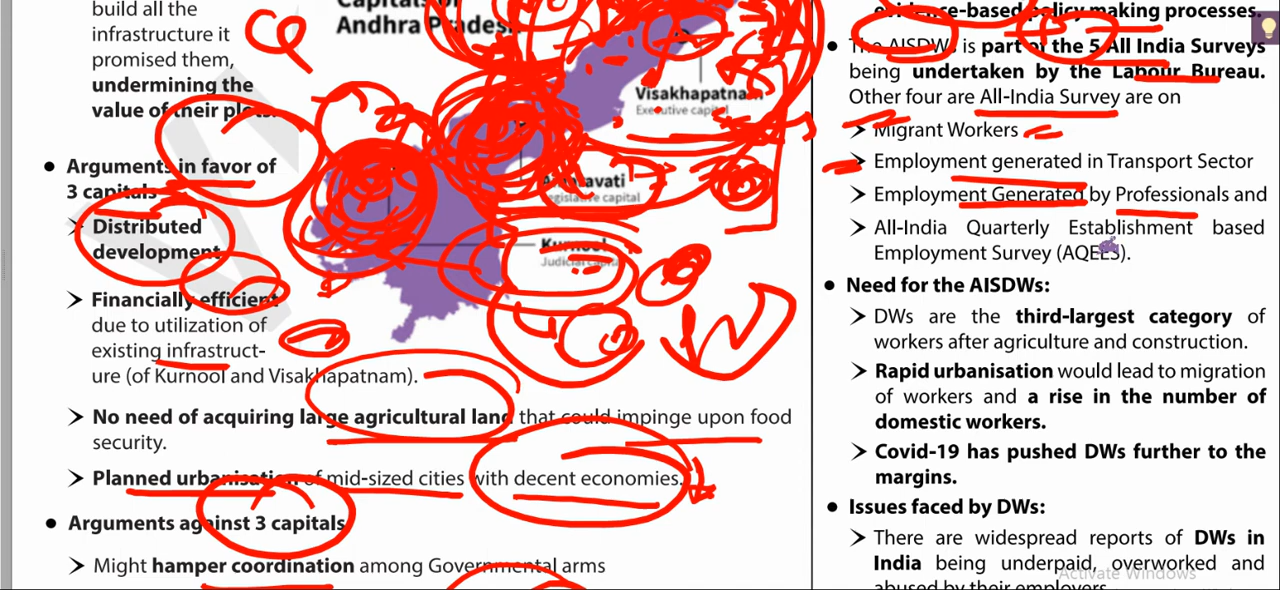 build all the
infrastructure it
promised them,
undermining the
value of their plots.
Capitals of
Andhra Pradesh
Visakhapatnam
Executive capital
Amaravati
Legislative capital
Kurnool
Judicial capital
● Arguments in favor of
3 capitals
➢ Distributed
development
➢ Financially efficient
due to utilization of
existing infrastruct-
ure (of Kurnool and Visakhapatnam).
➢ No need of acquiring large agricultural land that could impinge upon food
security.
➢ Planned urbanisation of mid-sized cities with decent economies.
● Arguments against 3 capitals
➢ Might hamper coordination among Governmental arms
evidence-based policy making processes.
● The AISDWs is part of the 5 All India Surveys
being undertaken by the Labour Bureau.
Other four are All-India Survey are on
➢ Migrant Workers
➢ Employment generated in Transport Sector
➢ Employment Generated by Professionals and
➢ All-India Quarterly Establishment based
Employment Survey (AQEES).
● Need for the AISDWs:
➢ DWs are the third-largest category of
workers after agriculture and construction.
➢ Rapid urbanisation would lead to migration
of workers and a rise in the number of
domestic workers.
➢ Covid-19 has pushed DWs further to the
margins.
● Issues faced by DWs:
➢ There are widespread reports of DWs in
India being underpaid, overworked and
abused by their employers.
Activate Windows